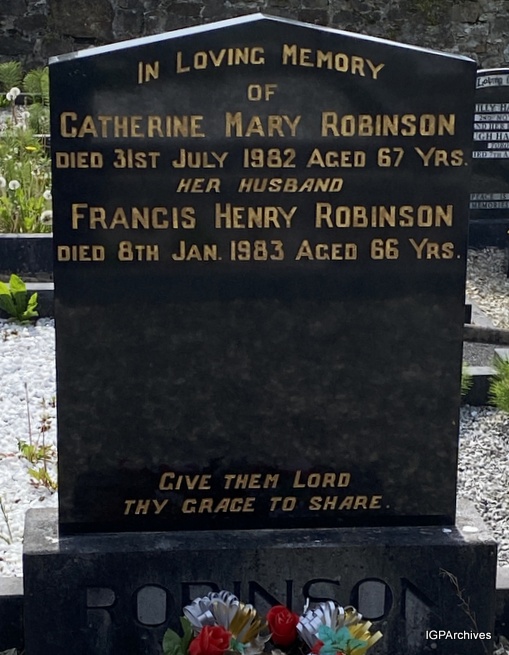 In Loving Memory
OF
Catherine Mary Robinson
Died 31st July 1982 Aged 67 Yrs.
HER HUSBAND
Francis Henry Robinson
Died 8th Jan. 1983 Aged 66 Yrs.
Give them Lord
thy grace to share.
ROBINSON
IGPArchives